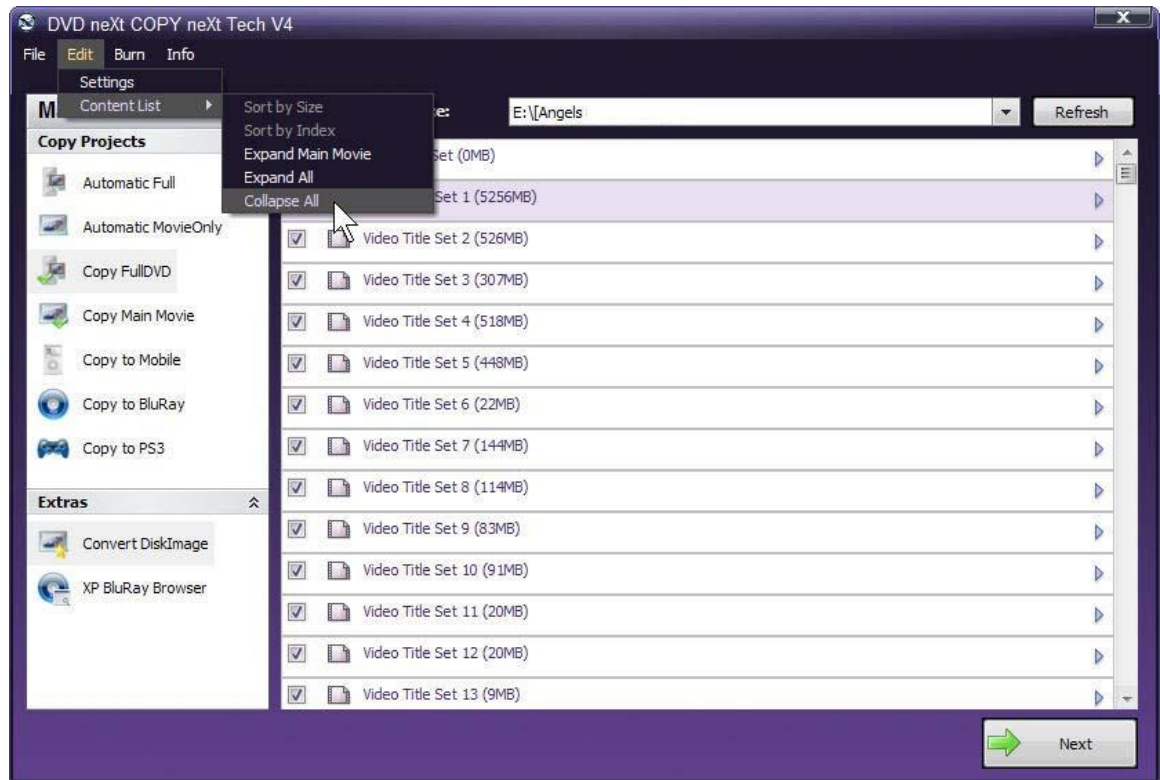 DVD neXt COPY neXt Tech V4
File Edit Burn Info
Settings
Content List
Sort by Size
Sort by Index
Expand Main Movie
Expand All
Collapse All
E:\[Angels
Refresh
Copy Projects
Automatic Full
Automatic MovieOnly
Copy FullDVD
Copy Main Movie
Copy to Mobile
Copy to BluRay
Copy to PS3
Extras
Convert DiskImage
XP BluRay Browser
Set (0MB)
Set 1 (5256MB)
Video Title Set 2 (526MB)
Video Title Set 3 (307MB)
Video Title Set 4 (518MB)
Video Title Set 5 (448MB)
Video Title Set 6 (22MB)
Video Title Set 7 (144MB)
Video Title Set 8 (114MB)
Video Title Set 9 (83MB)
Video Title Set 10 (91MB)
Video Title Set 11 (20MB)
Video Title Set 12 (20MB)
Video Title Set 13 (9MB)
Next